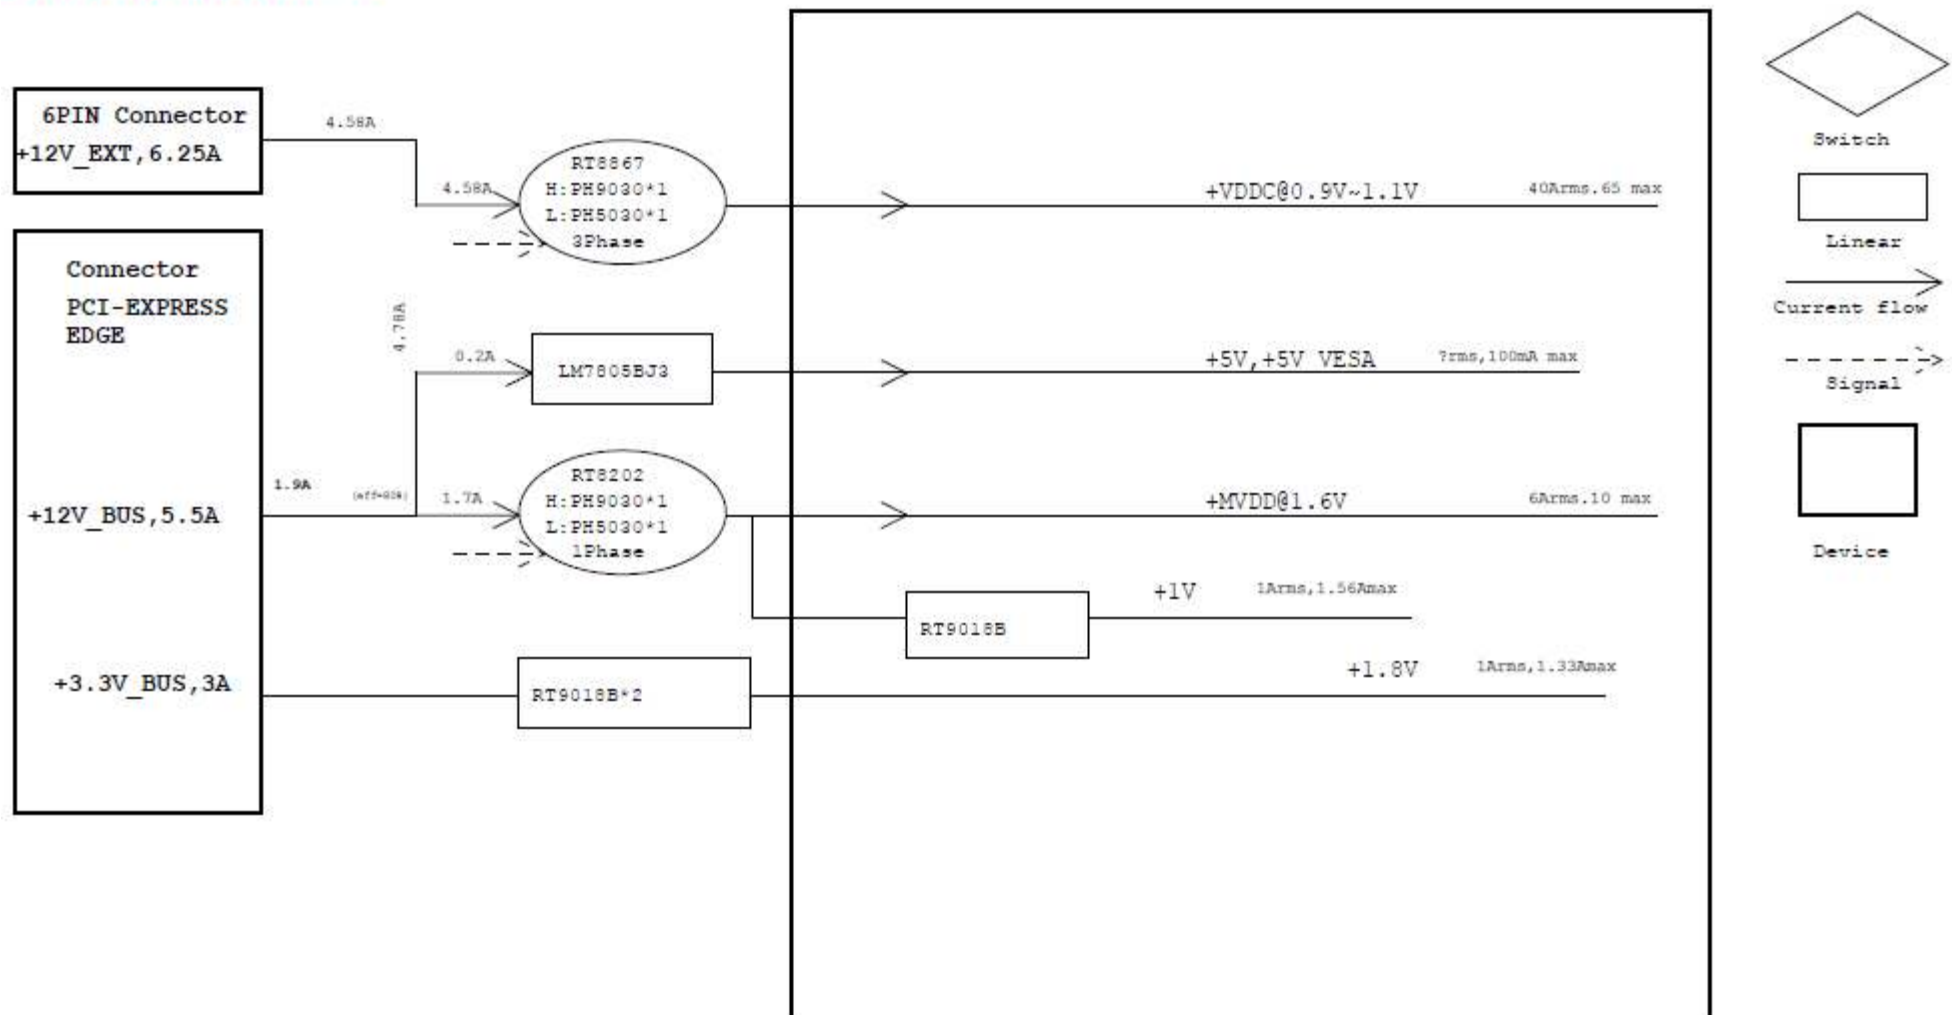 6PIN Connector
+12V_EXT,6.25A
4.58A
4.58A
RT8867
H:PH9030*1
L:PH5030*1
3Phase
+VDDC@0.9V~1.1V
40Arms.65 max
Connector
PCI-EXPRESS
EDGE
4.78A
0.2A
LM7805BJ3
+5V,+5V VESA
?rms,100mA max
+12V_BUS,5.5A
1.9A
1.7A
RT8202
H:PH9030*1
L:PH5030*1
1Phase
+MVDD@1.6V
6Arms.10 max
RT9018B
+1V
1Arms,1.56Amax
+3.3V_BUS,3A
RT9018B*2
+1.8V
1Arms,1.33Amax
Switch
Linear
Current flow
Signal
Device